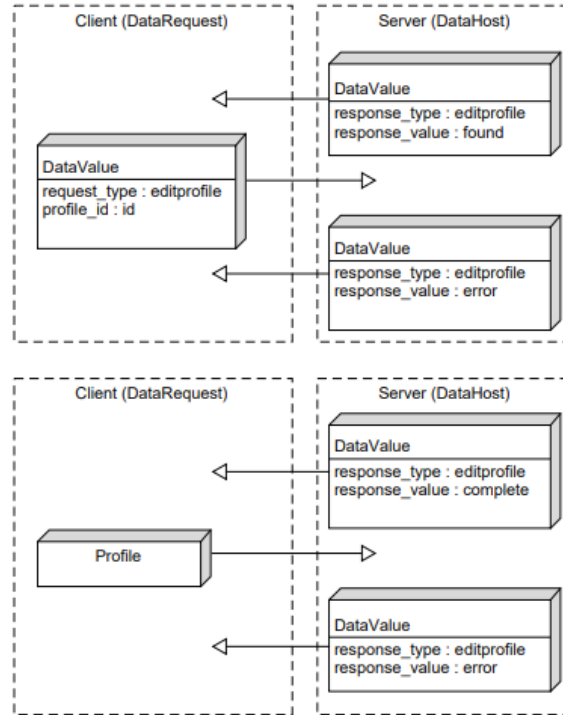 Client (DataRequest)
Server (DataHost)
DataValue
response_type : editprofile
response_value : found
DataValue
request_type : editprofile
profile_id : id
DataValue
response_type : editprofile
response_value : error
Client (DataRequest)
Server (DataHost)
DataValue
response_type : editprofile
response_value : complete
Profile
DataValue
response_type : editprofile
response_value : error